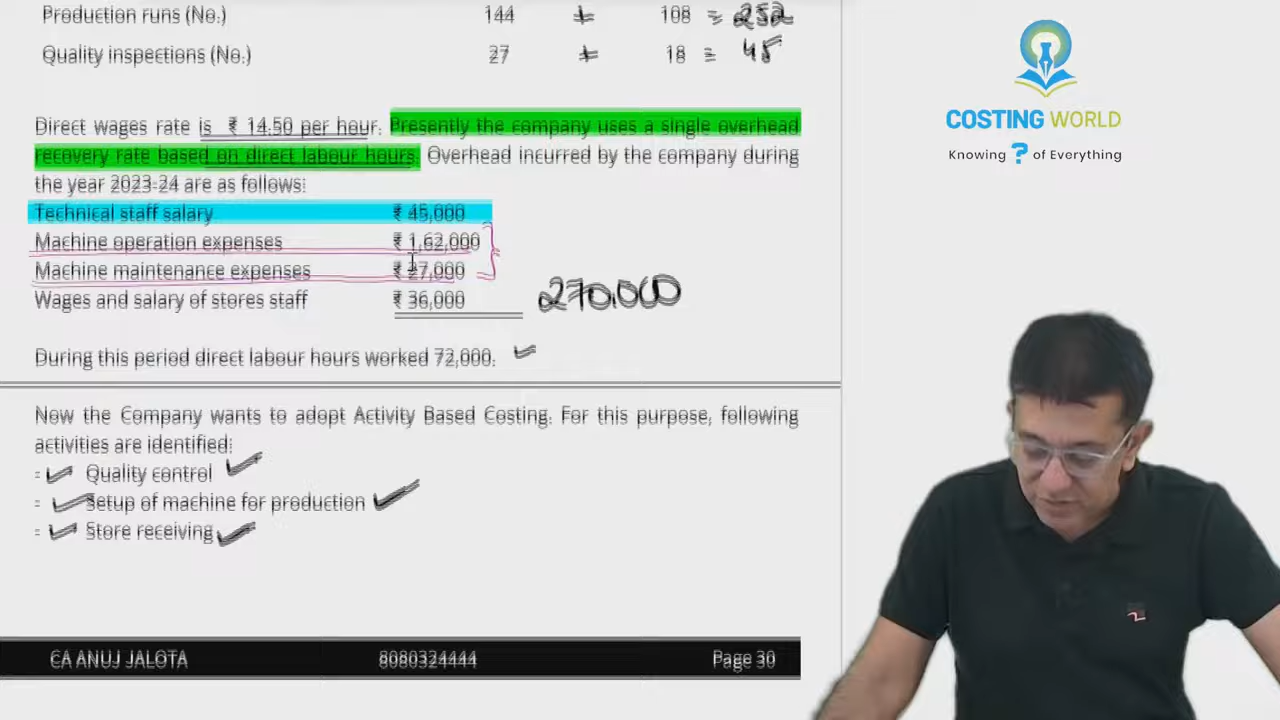 Production runs (No.) 144 + 108 = 252
Quality inspections (No.) 27 + 18 = 45
COSTING WORLD
Knowing ? of Everything
Direct wages rate is ₹ 14.50 per hour. Presently the company uses a single overhead
recovery rate based on direct labour hours. Overhead incurred by the company during
the year 2023-24 are as follows:
Technical staff salary ₹ 45,000
Machine operation expenses ₹ 1,62,000
Machine maintenance expenses ₹ 27,000
Wages and salary of stores staff ₹ 36,000 270,000
During this period direct labour hours worked 72,000.
Now the Company wants to adopt Activity Based Costing. For this purpose, following
activities are identified:
- Quality control
- Setup of machine for production
- Store receiving
CA ANUJ JALOTA 8080324444 Page 30